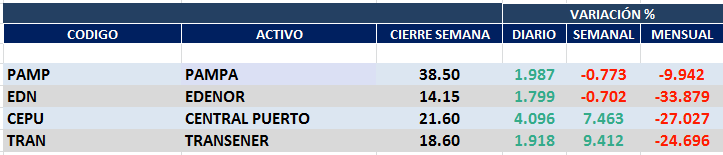 VARIACIÓN %
CODIGO ACTIVO CIERRE SEMANA DIARIO SEMANAL MENSUAL
PAMP PAMPA 38.50 1.987 -0.773 -9.942
EDN EDENOR 14.15 1.799 -0.702 -33.879
CEPU CENTRAL PUERTO 21.60 4.096 7.463 -27.027
TRAN TRANSENER 18.60 1.918 9.412 -24.696